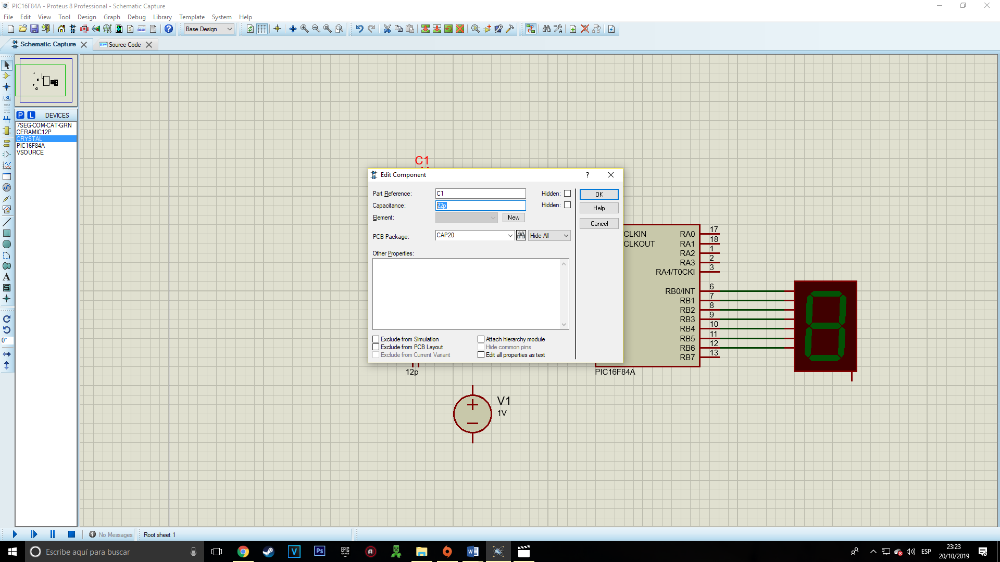 PIC16F84A - Proteus 8 Professional - Schematic Capture
File Edit View Tool Design Graph Debug Library Template System Help
Base Design
Schematic Capture
Source Code
P L DEVICES
7SEG-COM-CAT-GRN
CERAMIC12P
CRYSTAL
PIC16F84A
VSOURCE
LBL
A
S
0°
C1
Edit Component
?
Part Reference: C1 Hidden:
Capacitance: 22p Hidden:
Element: New
PCB Package: CAP20 Hide All
Other Properties:
Exclude from Simulation
Exclude from PCB Layout
Exclude from Current Variant
Attach hierarchy module
Hide common pins
Edit all properties as text
OK
Help
Cancel
CLKIN RA0 17
CLKOUT RA1 18
RA2 1
RA3 2
RA4/T0CKI 3
RB0/INT 6
RB1 7
RB2 8
RB3 9
RB4 10
RB5 11
RB6 12
RB7 13
12p
PIC16F84A
V1
1V
No Messages
Root sheet 1
Escribe aquí para buscar
V
Ps
EPIC
GAMES
W
ESP
23:23
20/10/2019